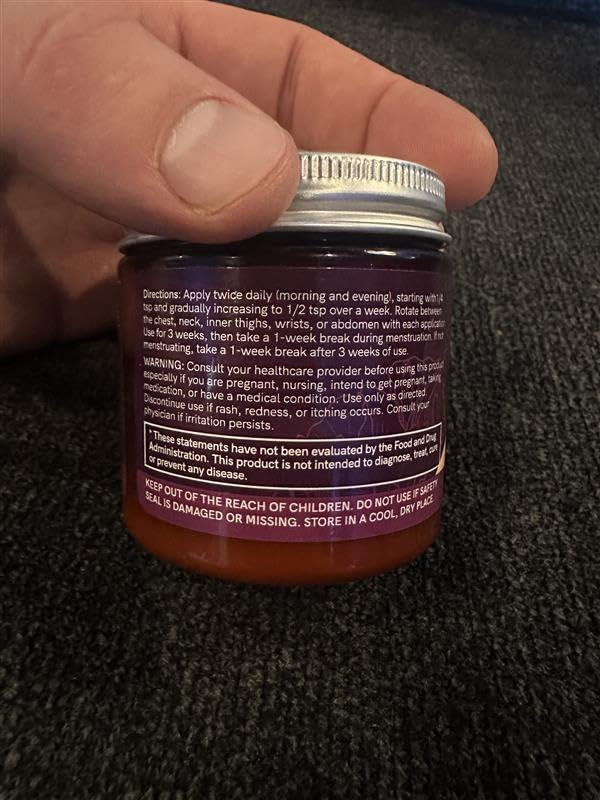 Directions: Apply twice daily (morning and evening), starting with 1/4
tsp and gradually increasing to 1/2 tsp over a week. Rotate between
the chest, neck, inner thighs, wrists, or abdomen with each application
Use for 3 weeks, then take a 1-week break during menstruation. If not
menstruating, take a 1-week break after 3 weeks of use.
WARNING: Consult your healthcare provider before using this product
especially if you are pregnant, nursing, intend to get pregnant, taking
medication, or have a medical condition. Use only as directed.
Discontinue use if rash, redness, or itching occurs. Consult your
physician if irritation persists.
*These statements have not been evaluated by the Food and Drug
Administration. This product is not intended to diagnose, treat, cure
or prevent any disease.
KEEP OUT OF THE REACH OF CHILDREN. DO NOT USE IF SAFETY
SEAL IS DAMAGED OR MISSING. STORE IN A COOL, DRY PLACE.